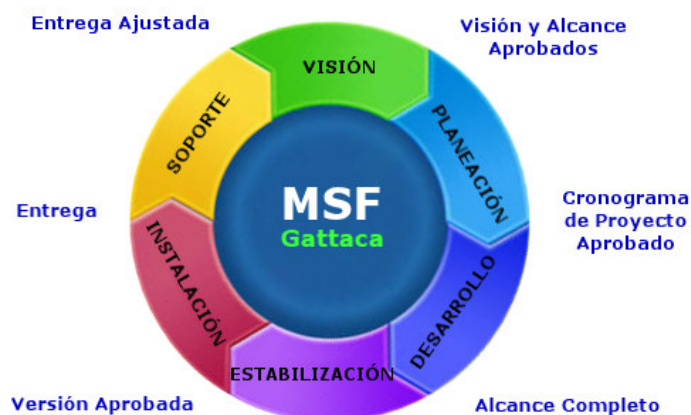 Entrega Ajustada
Visión y Alcance
Aprobados
VISIÓN
SOPORTE
PLANEACIÓN
MSF
Gattaca
Entrega
Cronograma
de Proyecto
Aprobado
INSTALACIÓN
DESARROLLO
ESTABILIZACIÓN
Versión Aprobada
Alcance Completo